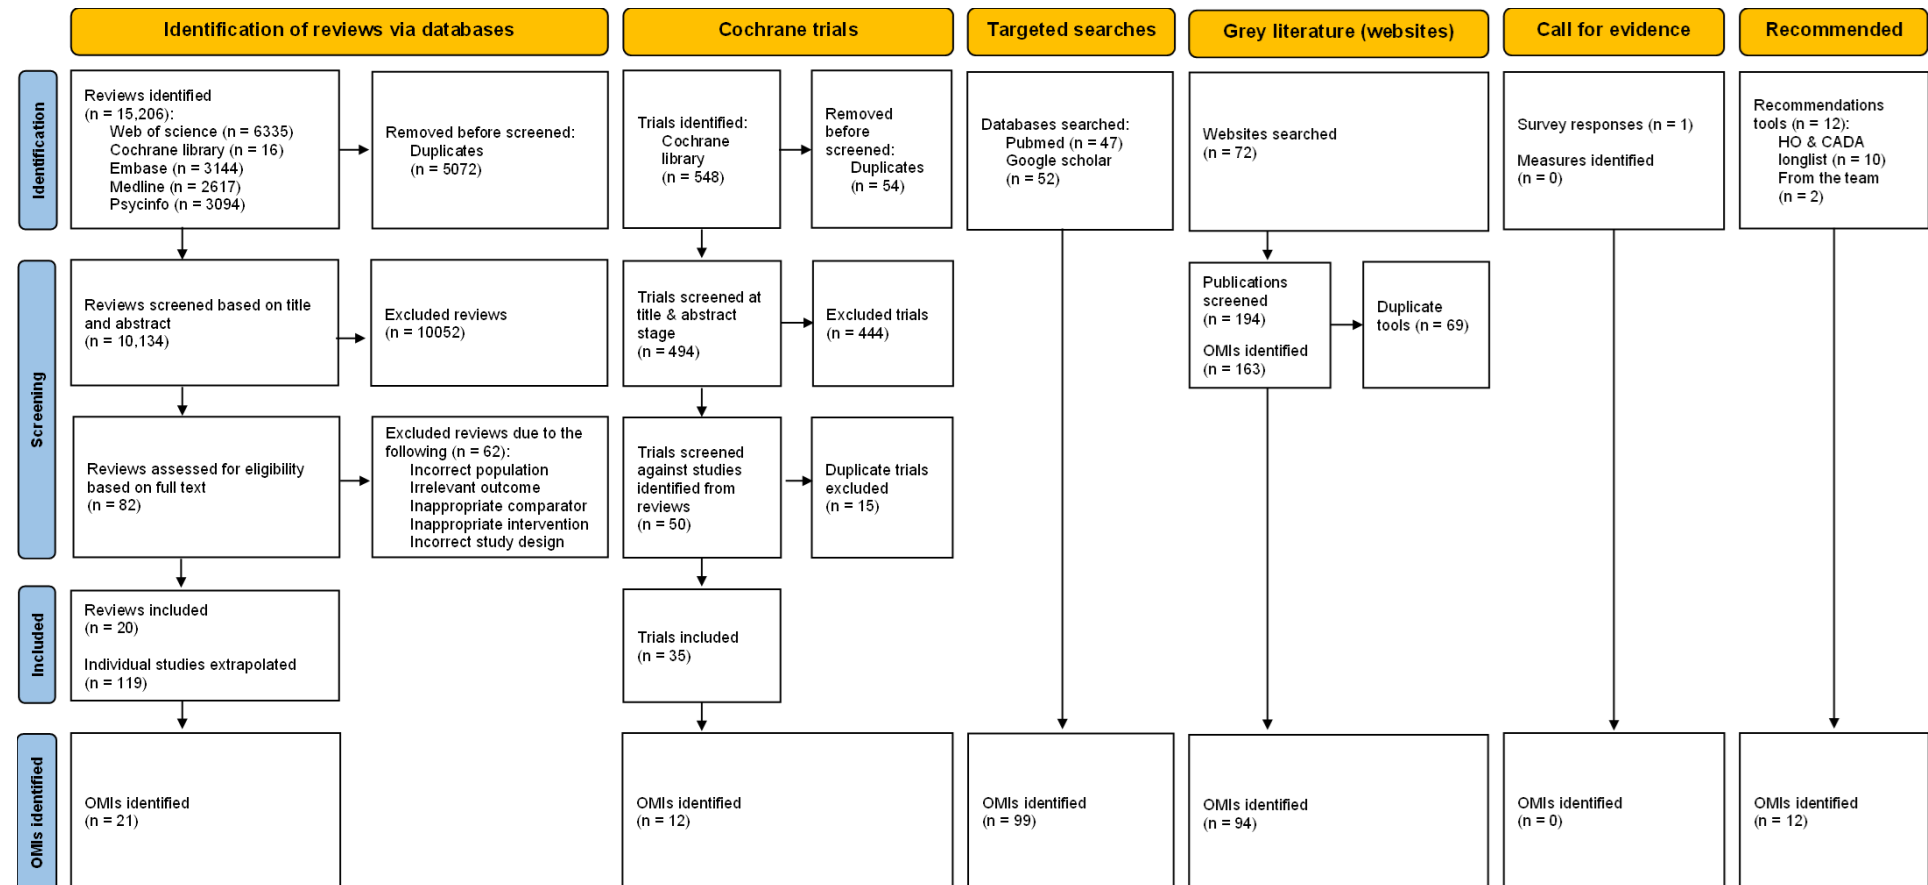 Identification of reviews via databases
Cochrane trials
Targeted searches
Grey literature (websites)
Call for evidence
Recommended
Identification
Reviews identified
(n = 15,206):
Web of science (n = 6335)
Cochrane library (n = 16)
Embase (n = 3144)
Medline (n = 2617)
Psycinfo (n = 3094)
Removed before screened:
Duplicates
(n = 5072)
Trials identified:
Cochrane
library
(n = 548)
Removed
before
screened:
Duplicates
(n = 54)
Databases searched:
Pubmed (n = 47)
Google scholar
(n = 52)
Websites searched
(n = 72)
Survey responses (n = 1)
Measures identified
(n = 0)
Recommendations
tools (n = 12):
HO & CADA
longlist (n = 10)
From the team
(n = 2)
Screening
Reviews screened based on title
and abstract
(n = 10,134)
Excluded reviews
(n = 10052)
Trials screened at
title & abstract
stage
(n = 494)
Excluded trials
(n = 444)
Publications
screened
(n = 194)
OMIs identified
(n = 163)
Duplicate
tools (n = 69)
Reviews assessed for eligibility
based on full text
(n = 82)
Excluded reviews due to the
following (n = 62):
Incorrect population
Irrelevant outcome
Inappropriate comparator
Inappropriate intervention
Incorrect study design
Trials screened
against studies
identified from
reviews
(n = 50)
Duplicate trials
excluded
(n = 15)
Included
Reviews included
(n = 20)
Individual studies extrapolated
(n = 119)
Trials included
(n = 35)
OMIs identified
OMIs identified
(n = 21)
OMIs identified
(n = 12)
OMIs identified
(n = 99)
OMIs identified
(n = 94)
OMIs identified
(n = 0)
OMIs identified
(n = 12)